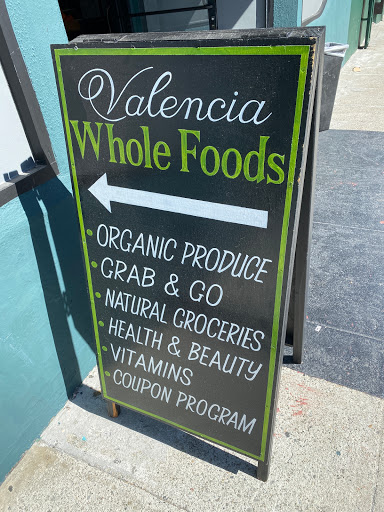 Valencia
Whole Foods
• ORGANIC PRODUCE
• GRAB & GO
• NATURAL GROCERIES
• HEALTH & BEAUTY
• VITAMINS
• COUPON PROGRAM